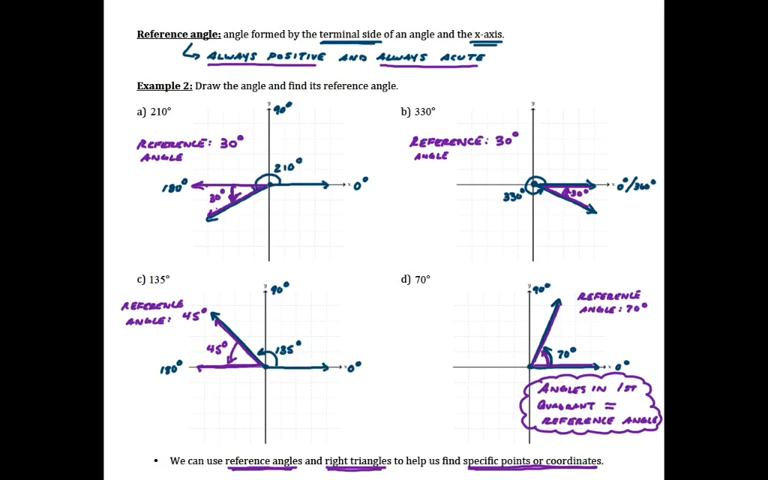 Reference angle: angle formed by the terminal side of an angle and the x-axis.
ALWAYS POSITIVE AND ALWAYS ACUTE
Example 2: Draw the angle and find its reference angle.
a) 210°
90°
REFERENCE: 30°
ANGLE
210°
180°
0°
30°
b) 330°
REFERENCE: 30°
ANGLE
0°/360°
330°
30°
c) 135°
90°
REFERENCE
ANGLE: 45°
45°
135°
180°
0°
d) 70°
90°
REFERENCE
ANGLE: 70°
70°
0°
ANGLES IN 1ST
QUADRANT =
REFERENCE ANGLE
• We can use reference angles and right triangles to help us find specific points or coordinates.